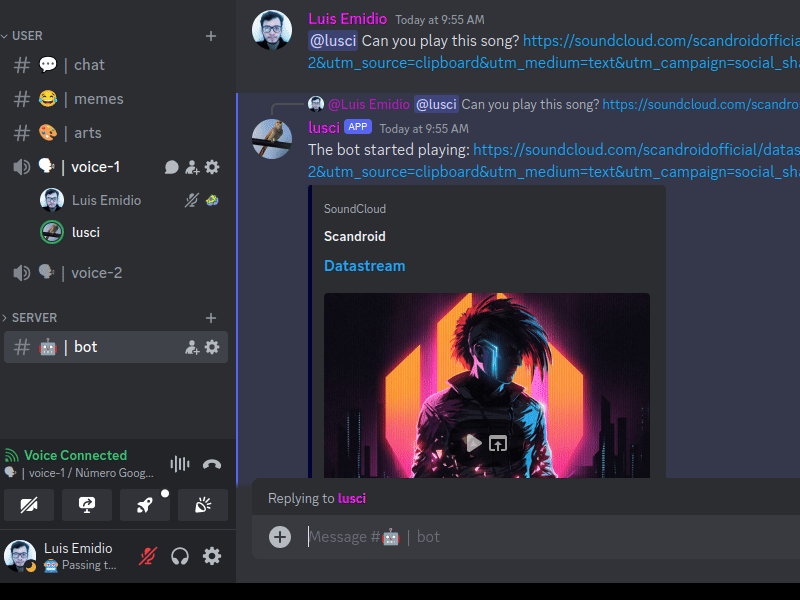 USER
# 💬 | chat
# 😂 | memes
# 🎨 | arts
🗣️ | voice-1
Luis Emidio
lusci
🗣️ | voice-2
SERVER
# 🤖 | bot
Voice Connected
🗣️ | voice-1 / Número Goog...
Luis Emidio
🤖 Passing t...
Luis Emidio Today at 9:55 AM
@lusci Can you play this song? https://soundcloud.com/scandroidofficia
2&utm_source=clipboard&utm_medium=text&utm_campaign=social_sha
@Luis Emidio @lusci Can you play this song? https://soundcloud.com/scandro
lusci APP Today at 9:55 AM
The bot started playing: https://soundcloud.com/scandroidofficial/datas
2&utm_source=clipboard&utm_medium=text&utm_campaign=social_sha
SoundCloud
Scandroid
Datastream
Replying to lusci
Message #🤖 | bot